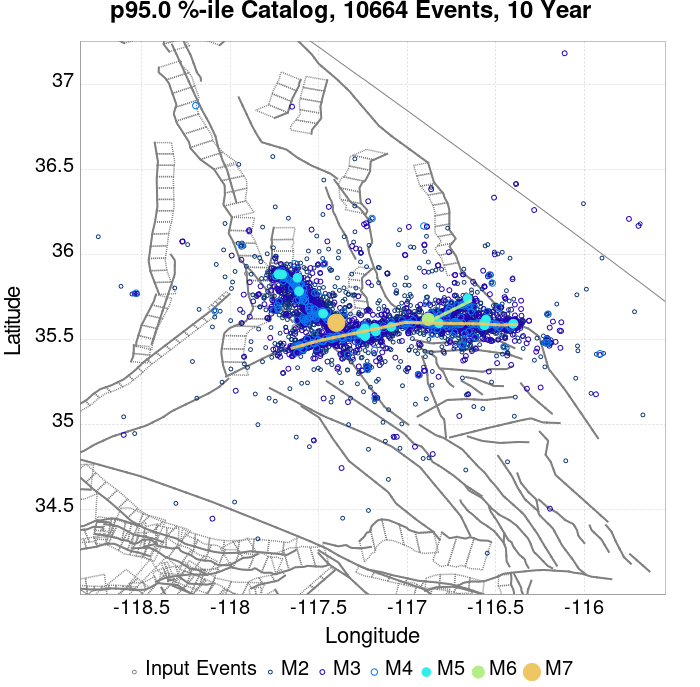 p95.0 %-ile Catalog, 10664 Events, 10 Year
37
36.5
36
35.5
35
34.5
Latitude
-118.5 -118 -117.5 -117 -116.5 -116
Longitude
Input Events M2 M3 M4 M5 M6 M7